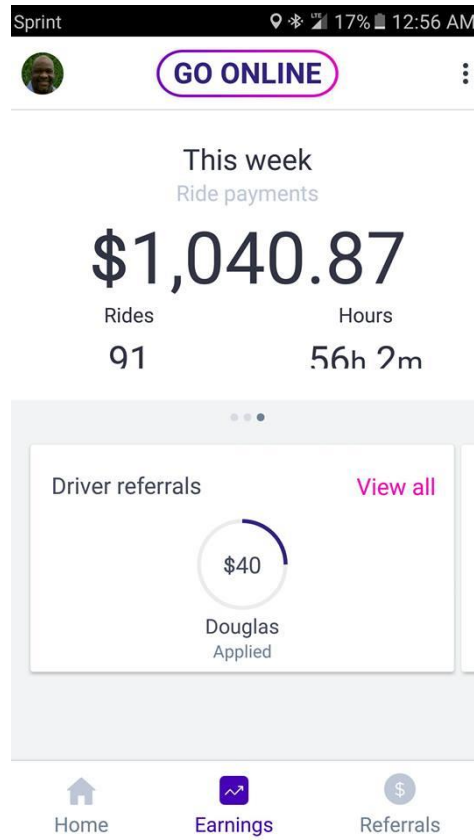 Sprint LTE 17% 12:56 AM
GO ONLINE
This week
Ride payments
$1,040.87
Rides Hours
91 56h 2m
Driver referrals View all
$40
Douglas
Applied
$
Home Earnings Referrals